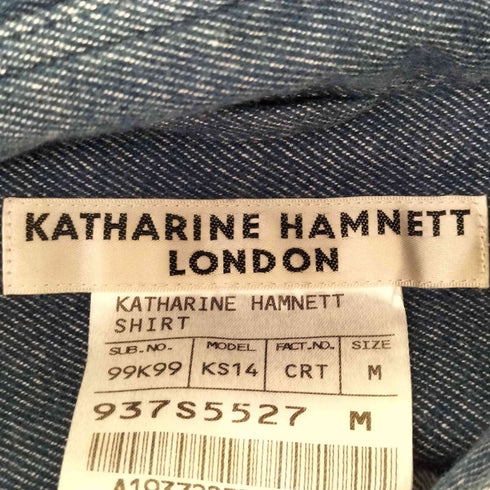 KATHARINE HAMNETT
LONDON
KATHARINE HAMNETT
SHIRT
SUB.NO. MODEL FACT.NO. SIZE
99K99 KS14 CRT M
937S5527 M